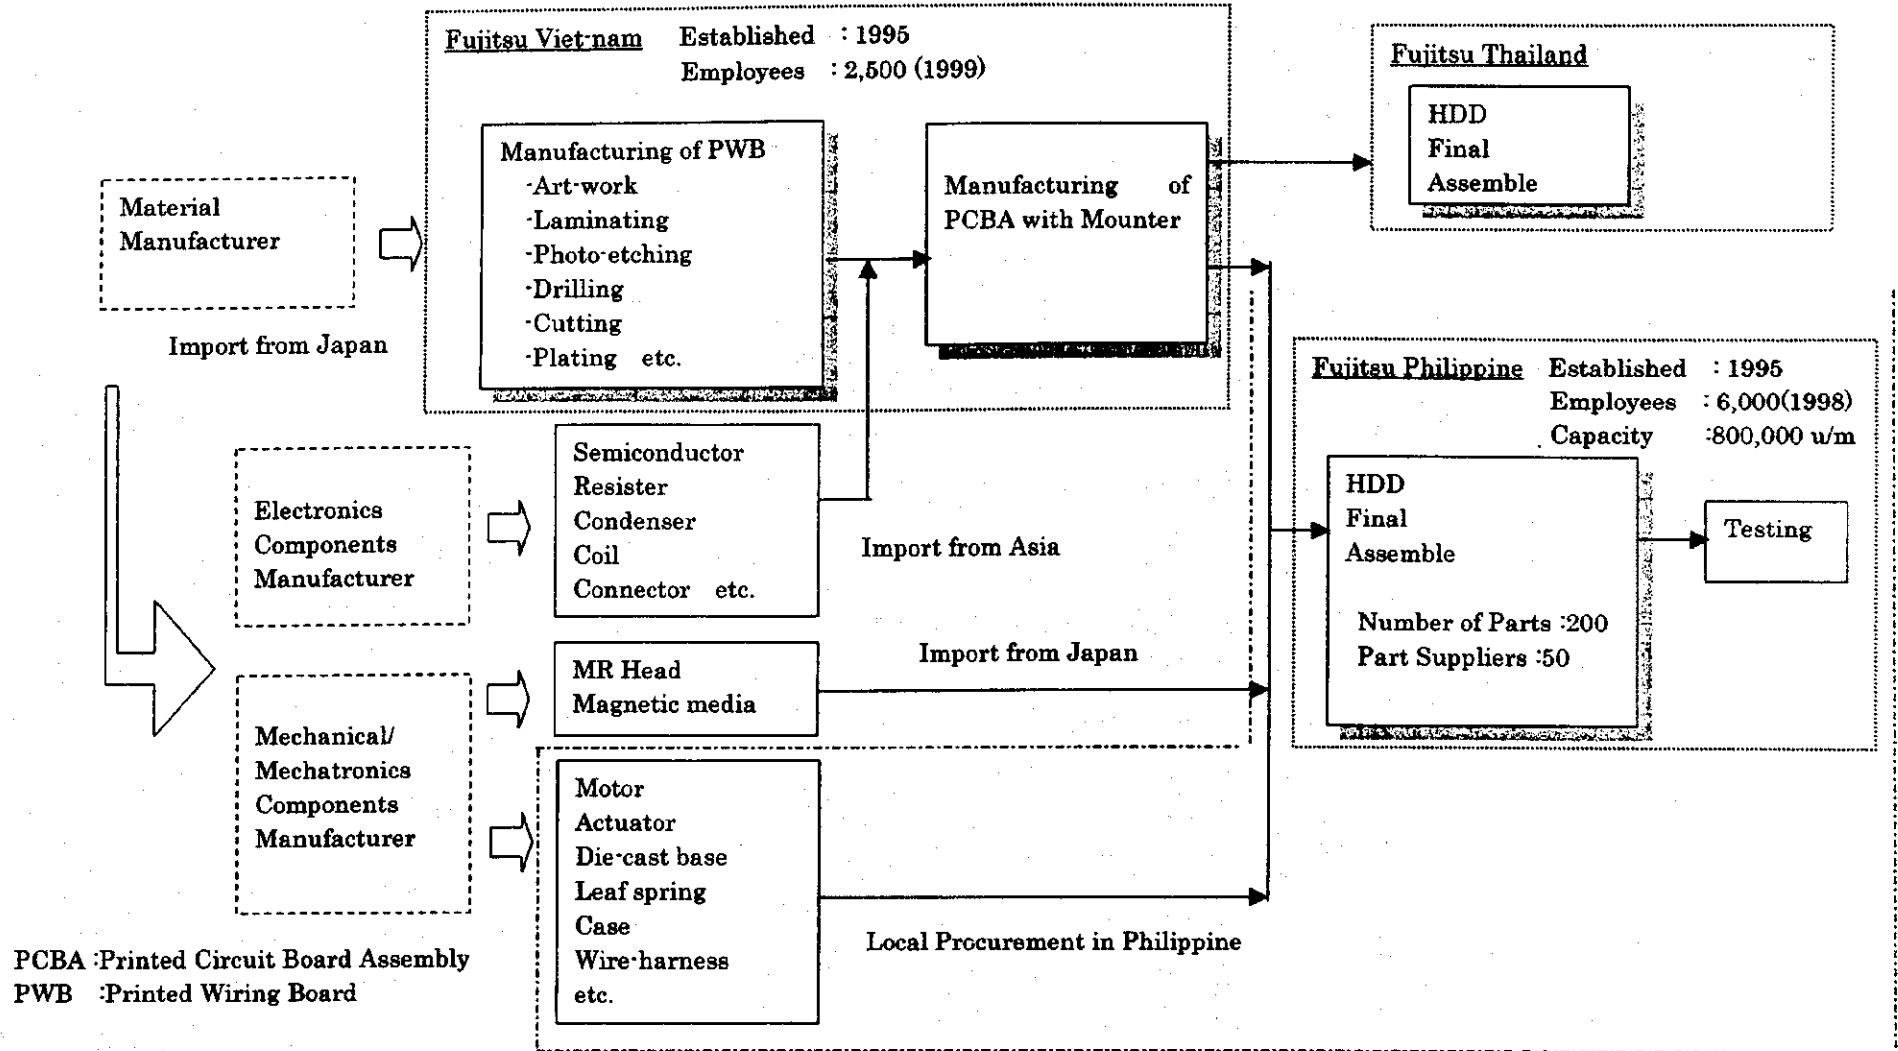 Fujitsu Viet-nam Established : 1995
Employees : 2,500 (1999)
Fujitsu Thailand
HDD
Final
Assemble
Manufacturing of PWB
-Art-work
-Laminating
-Photo-etching
-Drilling
-Cutting
-Plating etc.
Manufacturing of
PCBA with Mounter
Material
Manufacturer
Import from Japan
Fujitsu Philippine Established : 1995
Employees : 6,000(1998)
Capacity :800,000 u/m
HDD
Final
Assemble
Number of Parts :200
Part Suppliers :50
Testing
Electronics
Components
Manufacturer
Semiconductor
Resister
Condenser
Coil
Connector etc.
Import from Asia
MR Head
Magnetic media
Import from Japan
Mechanical/
Mechatronics
Components
Manufacturer
Motor
Actuator
Die-cast base
Leaf spring
Case
Wire-harness
etc.
Local Procurement in Philippine
PCBA :Printed Circuit Board Assembly
PWB :Printed Wiring Board